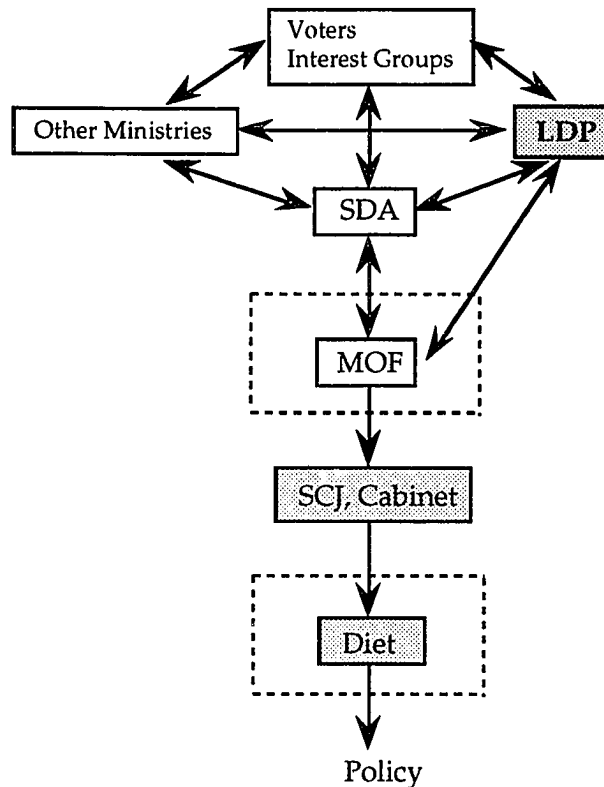 Voters
Interest Groups
Other Ministries
LDP
SDA
MOF
SCJ, Cabinet
Diet
Policy